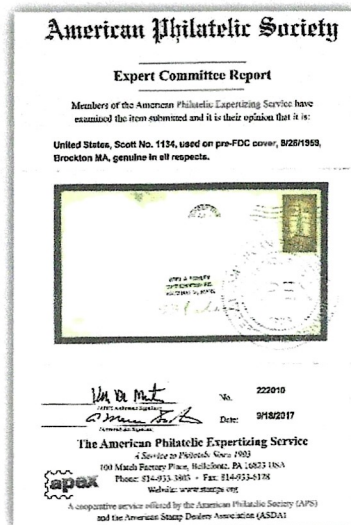 American Philatelic Society
Expert Committee Report
Members of the American Philatelic Expertizing Service have
examined the item submitted and it is their opinion that it is:
United States, Scott No. 1134, used on pre-FDC cover, 8/26/1959,
Brockton MA, genuine in all respects.
No. 222010
Date: 9/18/2017
The American Philatelic Expertizing Service
A Service to Philately Since 1903
100 Match Factory Place, Bellefonte, PA 16823 USA
Phone: 814-933-3803 • Fax: 814-933-6128
Website: www.stamps.org
apex
A cooperative service offered by the American Philatelic Society (APS)
and the American Stamp Dealers Association (ASDA)